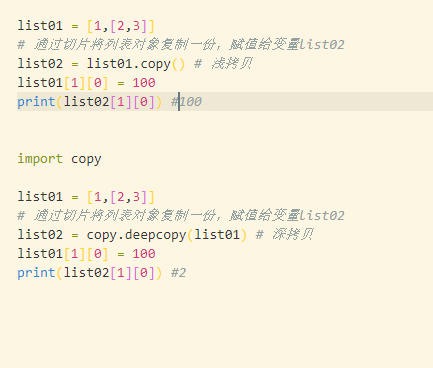 list01 = [1,[2,3]]
# 通过切片将列表对象复制一份，赋值给变量list02
list02 = list01.copy() # 浅拷贝
list01[1][0] = 100
print(list02[1][0]) #100
import copy
list01 = [1,[2,3]]
# 通过切片将列表对象复制一份，赋值给变量list02
list02 = copy.deepcopy(list01) # 深拷贝
list01[1][0] = 100
print(list02[1][0]) #2